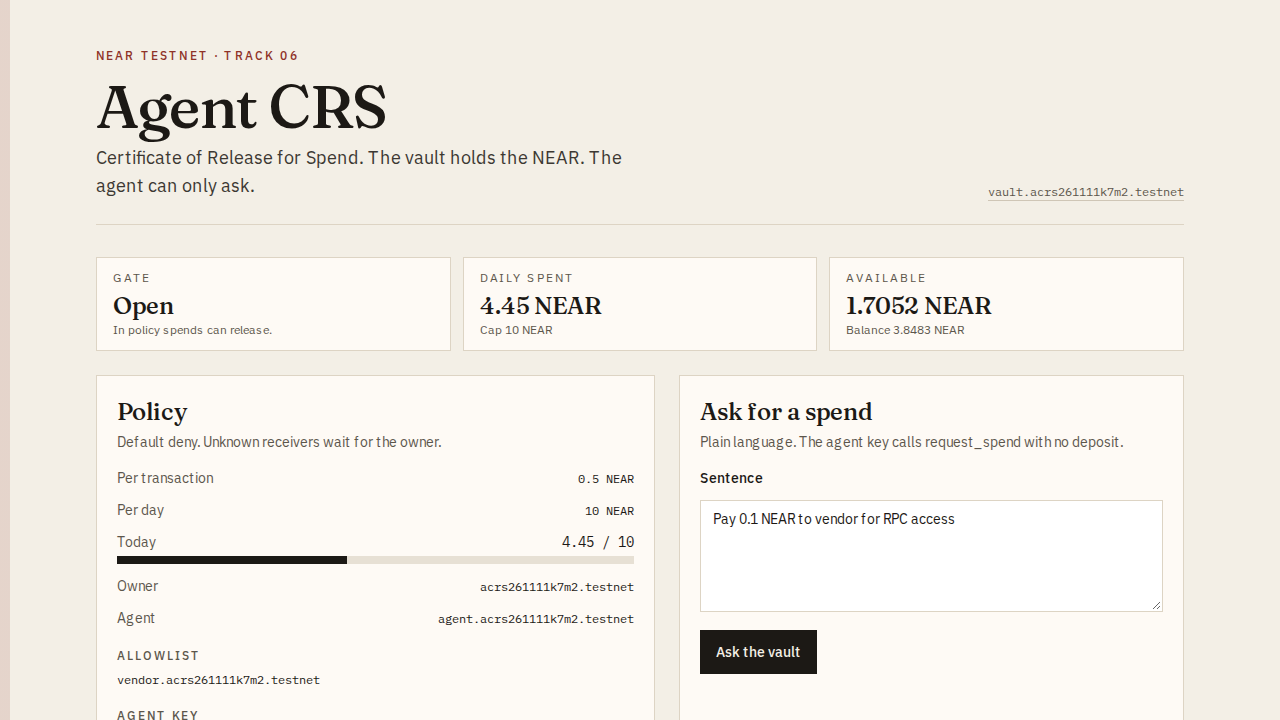 NEAR TESTNET · TRACK 06
Agent CRS
Certificate of Release for Spend. The vault holds the NEAR. The
agent can only ask.
vault.acrs261111k7m2.testnet
GATE
Open
In policy spends can release.
DAILY SPENT
4.45 NEAR
Cap 10 NEAR
AVAILABLE
1.7052 NEAR
Balance 3.8483 NEAR
Policy
Default deny. Unknown receivers wait for the owner.
Per transaction 0.5 NEAR
Per day 10 NEAR
Today 4.45 / 10
Owner acrs261111k7m2.testnet
Agent agent.acrs261111k7m2.testnet
ALLOWLIST
vendor.acrs261111k7m2.testnet
AGENT KEY
Ask for a spend
Plain language. The agent key calls request_spend with no deposit.
Sentence
Pay 0.1 NEAR to vendor for RPC access
Ask the vault